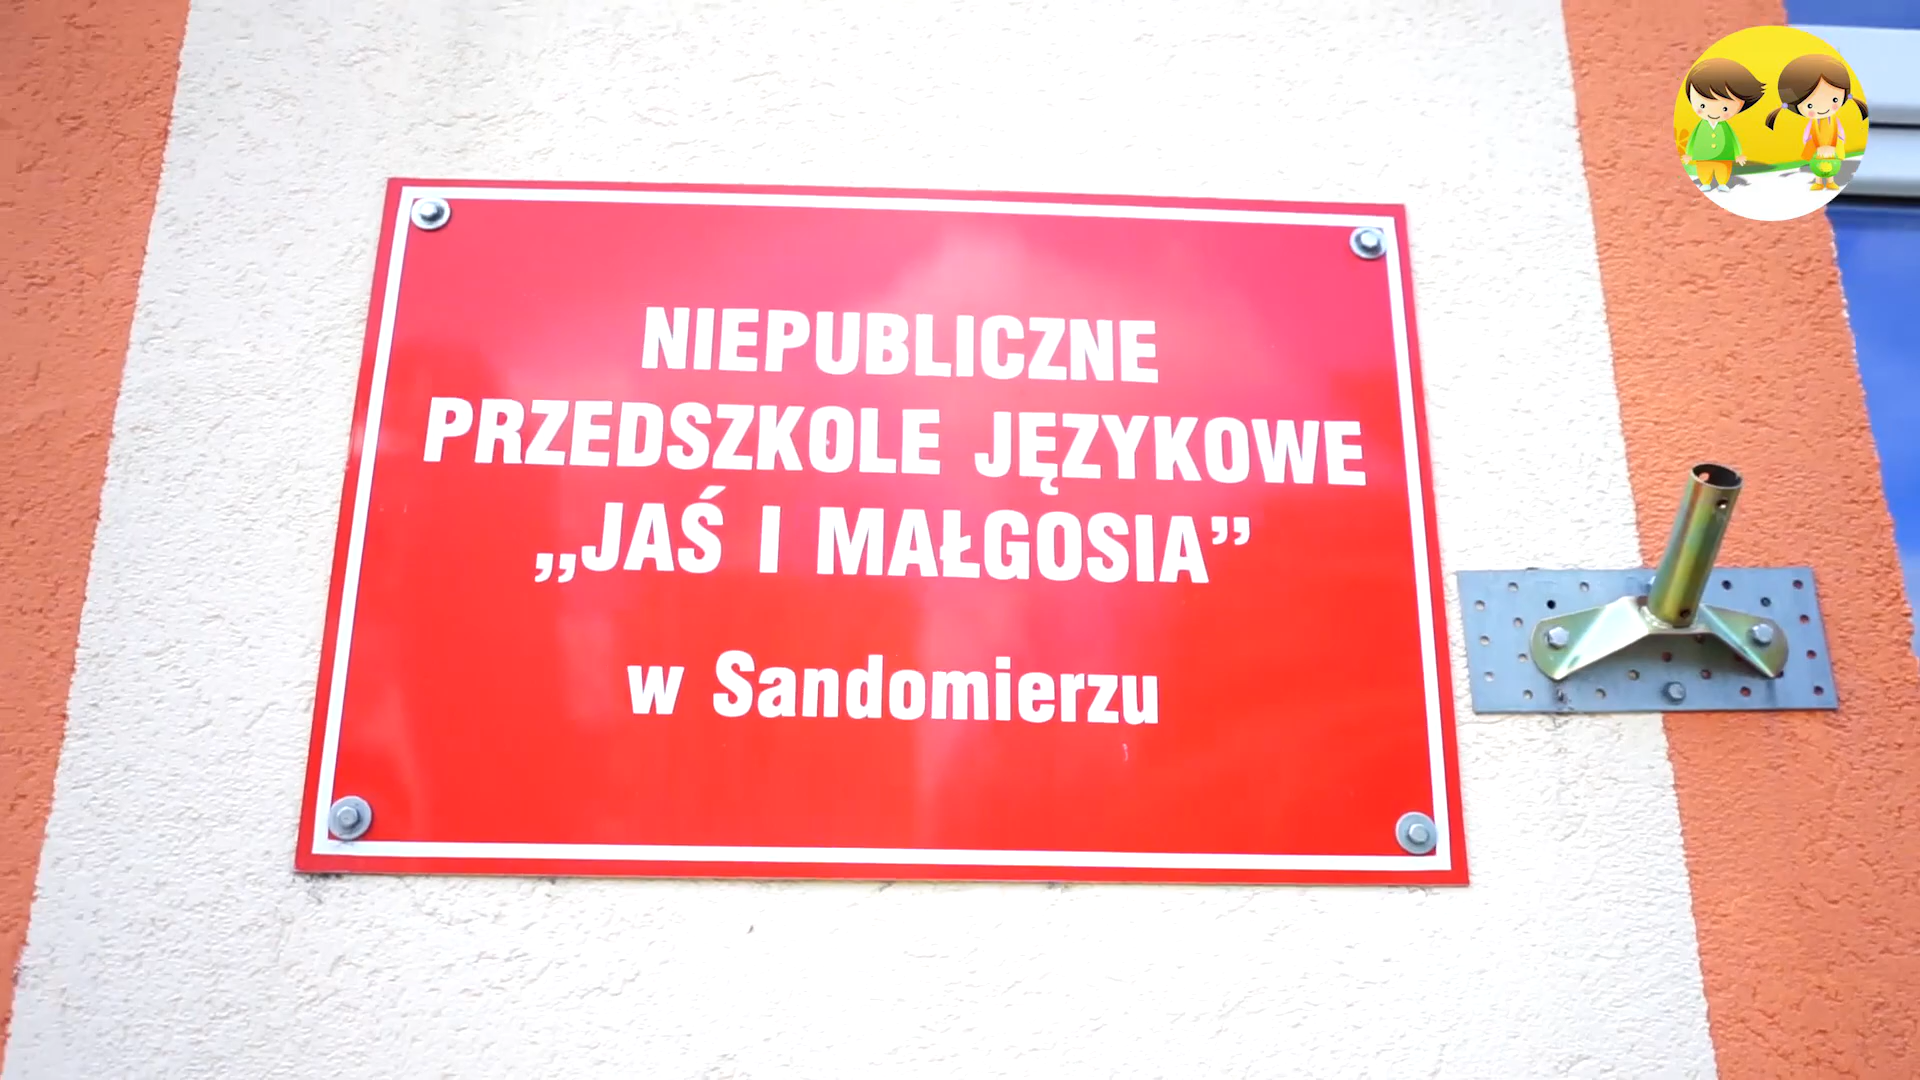 NIEPUBLICZNE
PRZEDSZKOLE JĘZYKOWE
„JAŚ I MAŁGOSIA”
w Sandomierzu